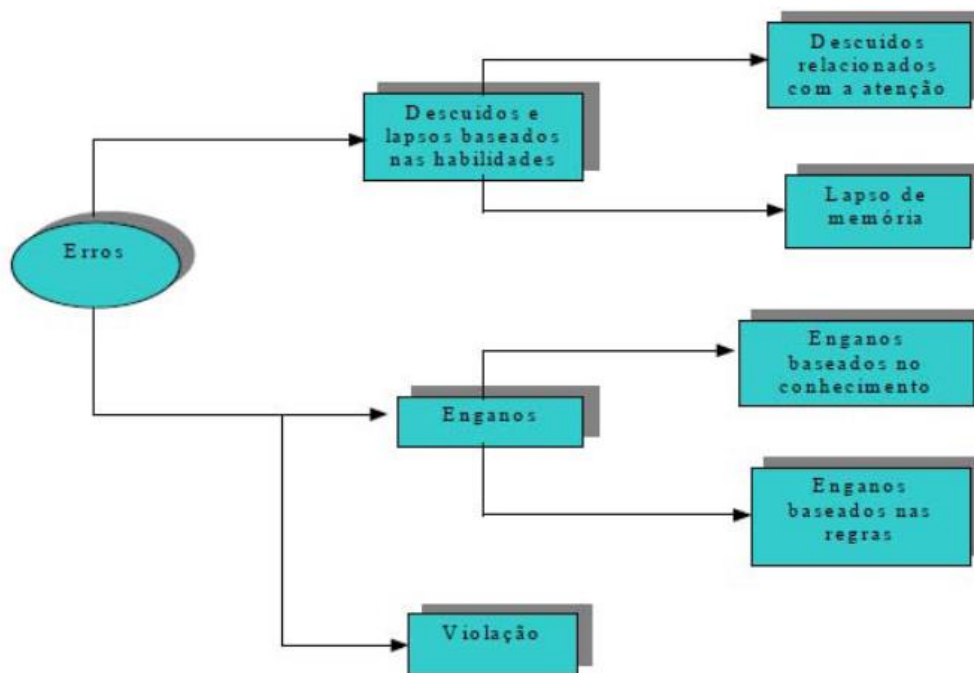 Descuidos
relacionados
com a atenção
Descuidos e
lapsos baseados
nas habilidades
Lapso de
memória
Erros
Enganos
baseados no
conhecimento
Enganos
Enganos
baseados nas
regras
Violação